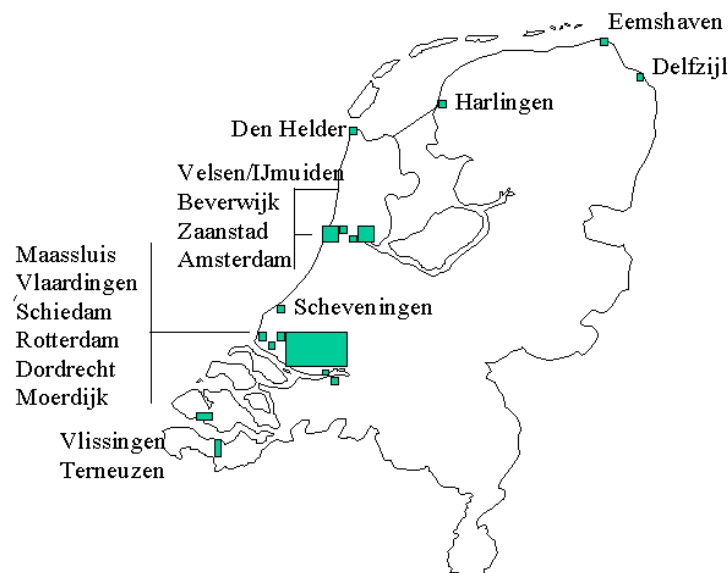 Eemshaven
Delfzijl
Harlingen
Den Helder
Velsen/IJmuiden
Beverwijk
Zaanstad
Amsterdam
Maassluis
Vlaardingen
Schiedam
Rotterdam
Dordrecht
Moerdijk
Scheveningen
Vlissingen
Terneuzen